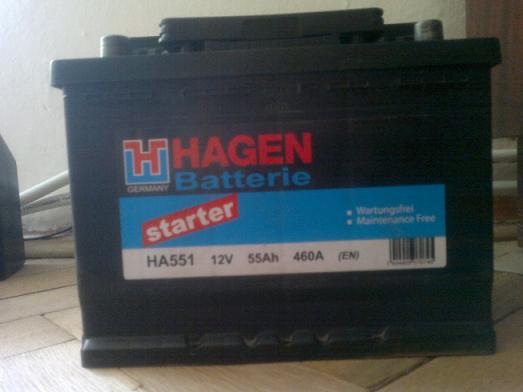 HAGEN
GERMANY
Batterie
starter
Wartungsfrei
Maintenance Free
HA551 12V 55Ah 460A (EN)